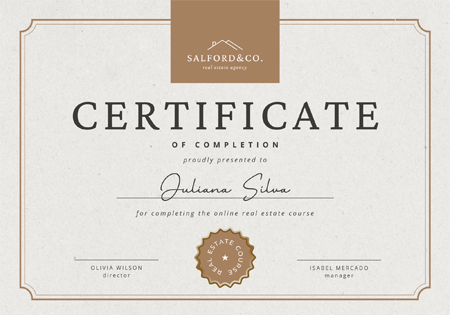 SALFORD&CO.
real estate agency
CERTIFICATE
OF COMPLETION
proudly presented to
Juliana Silva
for completing the online real estate course
REAL ESTATE COURSE
OLIVIA WILSON
director
ISABEL MERCADO
manager